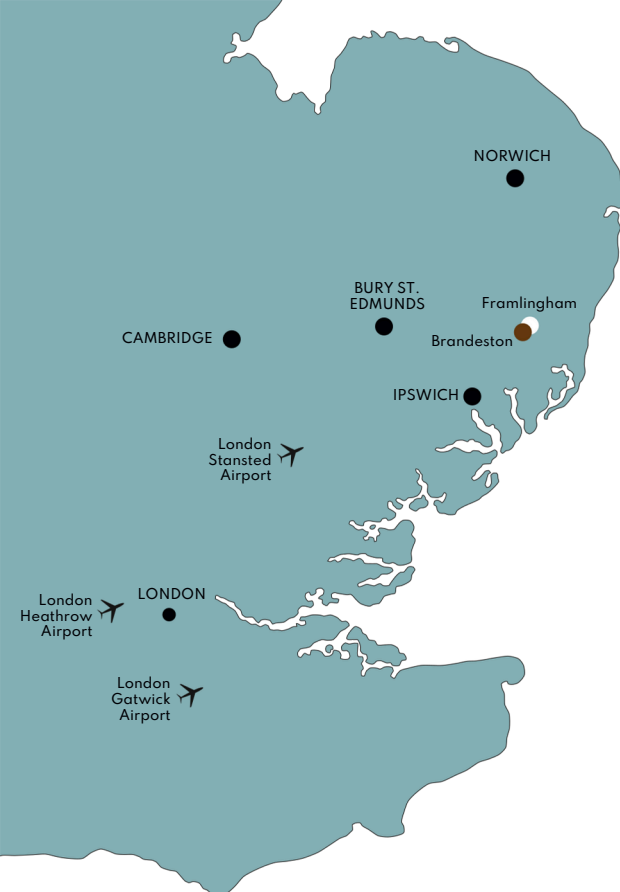 NORWICH
BURY ST.
EDMUNDS
Framlingham
CAMBRIDGE
Brandeston
IPSWICH
London
Stansted
Airport
LONDON
London
Heathrow
Airport
London
Gatwick
Airport